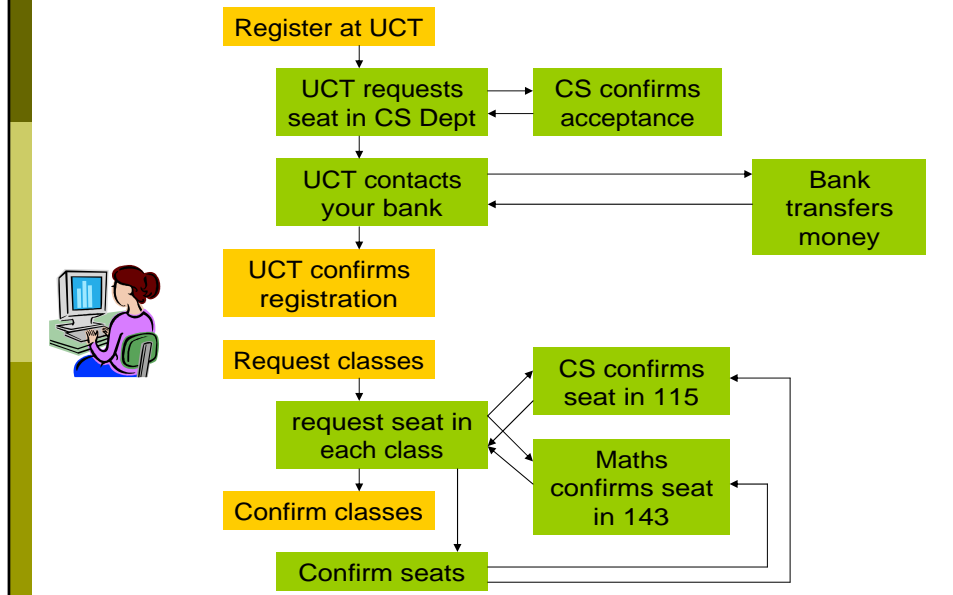 Register at UCT
UCT requests
seat in CS Dept
CS confirms
acceptance
UCT contacts
your bank
Bank
transfers
money
UCT confirms
registration
Request classes
request seat in
each class
CS confirms
seat in 115
Maths
confirms seat
in 143
Confirm classes
Confirm seats